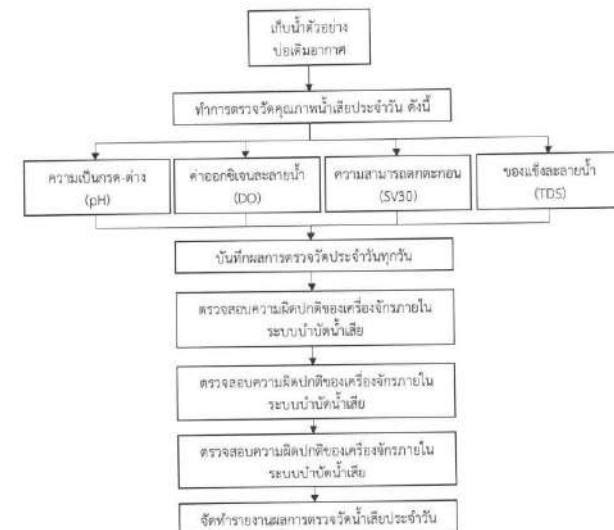 เก็บน้ำตัวอย่าง
บ่อเติมอากาศ
ทำการตรวจวัดคุณภาพน้ำเสียประจำวัน ดังนี้
ความเป็นกรด-ด่าง
(pH)
ค่าออกซิเจนละลายน้ำ
(DO)
ความสามารถตกตะกอน
(SV30)
ของแข็งละลายน้ำ
(TDS)
บันทึกผลการตรวจวัดประจำวันทุกวัน
ตรวจสอบความผิดปกติของเครื่องจักรภายใน
ระบบบำบัดน้ำเสีย
ตรวจสอบความผิดปกติของเครื่องจักรภายใน
ระบบบำบัดน้ำเสีย
ตรวจสอบความผิดปกติของเครื่องจักรภายใน
ระบบบำบัดน้ำเสีย
จัดทำรายงานผลการตรวจวัดน้ำเสียประจำวัน